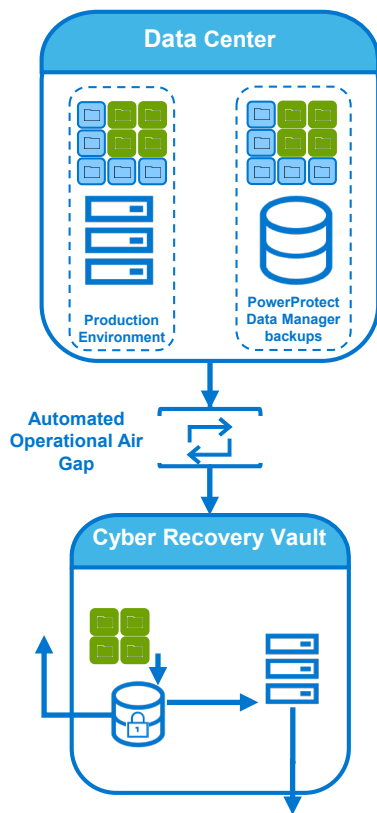 Data Center
Production
Environment
PowerProtect
Data Manager
backups
Automated
Operational Air
Gap
Cyber Recovery Vault
1